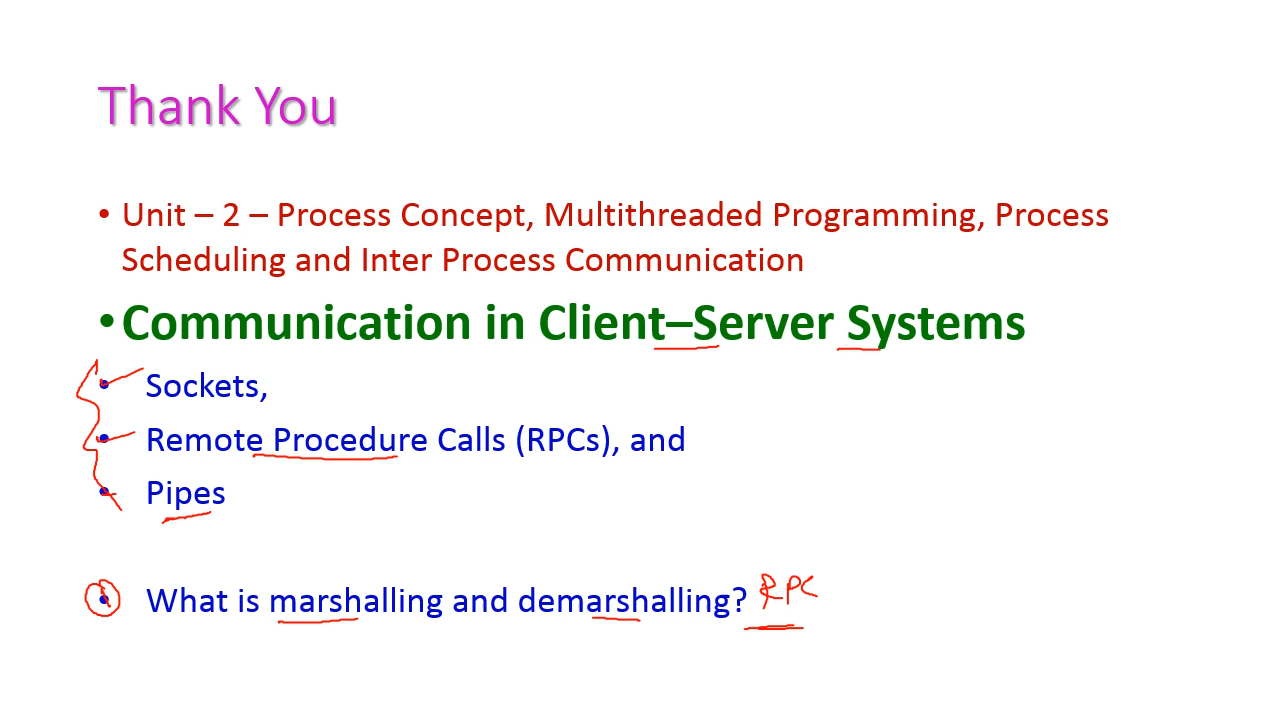 Thank You
• Unit – 2 – Process Concept, Multithreaded Programming, Process
Scheduling and Inter Process Communication
• Communication in Client–Server Systems
• Sockets,
• Remote Procedure Calls (RPCs), and
• Pipes
• What is marshalling and demarshalling? RPC